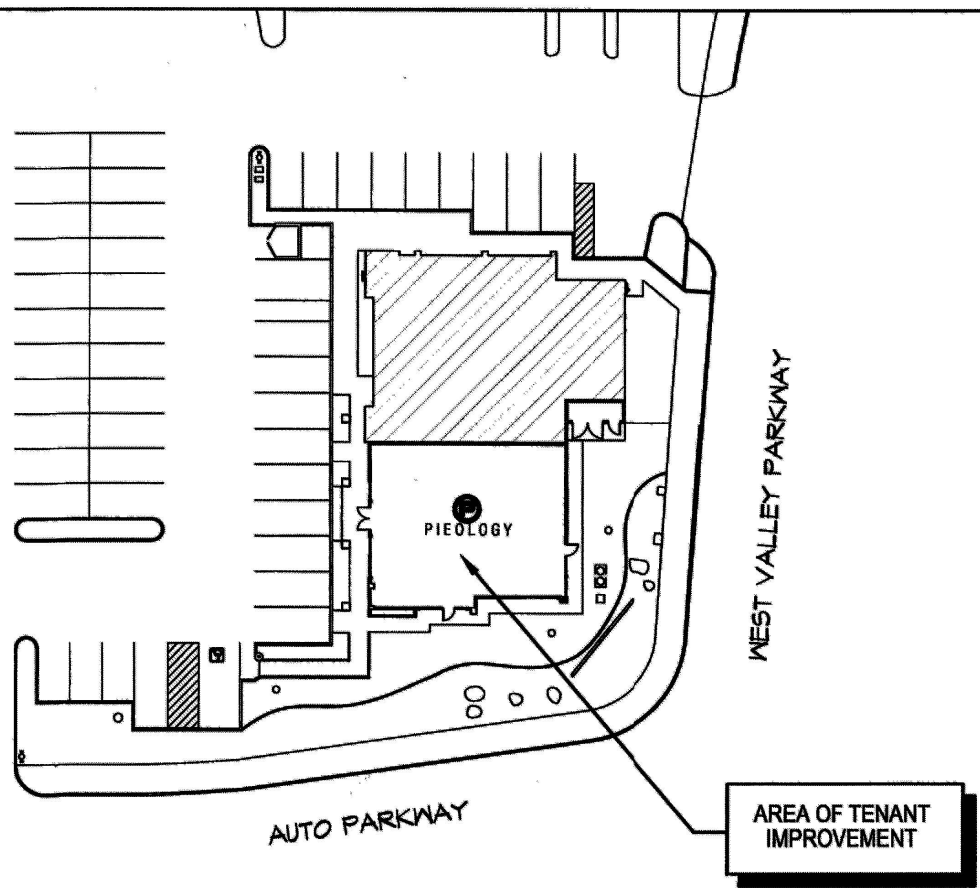 P
PIEOLOGY
WEST VALLEY PARKWAY
AUTO PARKWAY
AREA OF TENANT
IMPROVEMENT